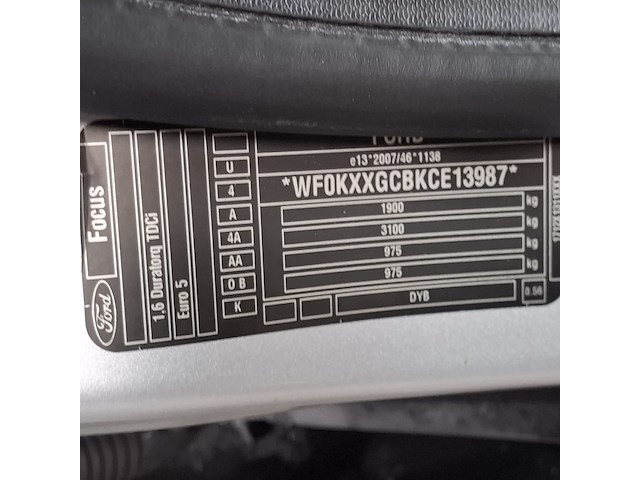 FORD
e13*2007/46*1138
*WF0KXXGCBKCE13987*
1900 kg
3100 kg
975 kg
975 kg
DYB
0.56
U
4
A
4A
AA
0 B
K
Focus
1,6 Duratorq TDCi
Euro 5
Ford